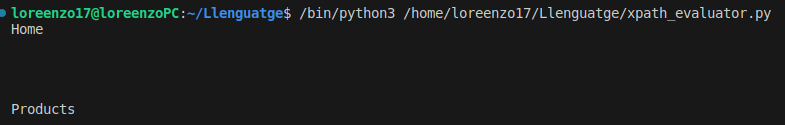 loreenzo17@loreenzoPC:~/Llenguatge$ /bin/python3 /home/loreenzo17/Llenguatge/xpath_evaluator.py
Home
Products